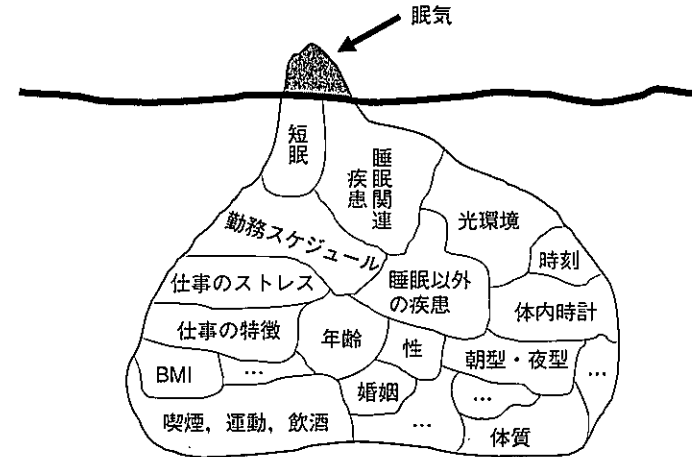 眠気
短眠
睡眠関連
疾患
光環境
勤務スケジュール
時刻
仕事のストレス
睡眠以外
の疾患
体内時計
仕事の特徴
年齢
性
朝型・夜型
…
BMI
…
婚姻
…
喫煙，運動，飲酒
…
体質